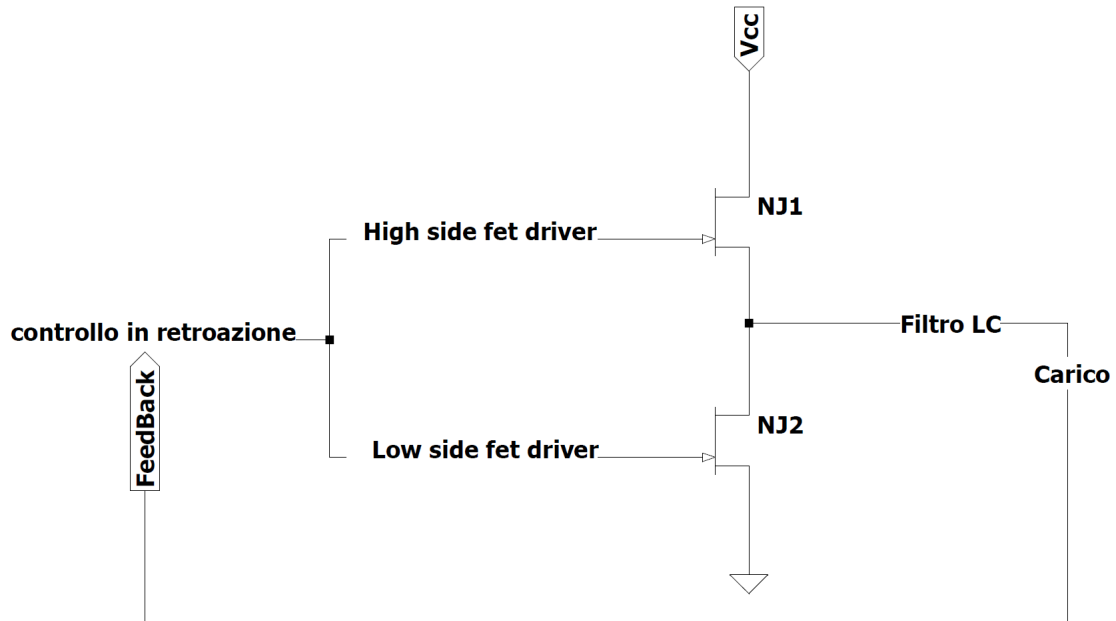 Vcc
NJ1
High side fet driver
controllo in retroazione
Filtro LC
Carico
FeedBack
NJ2
Low side fet driver